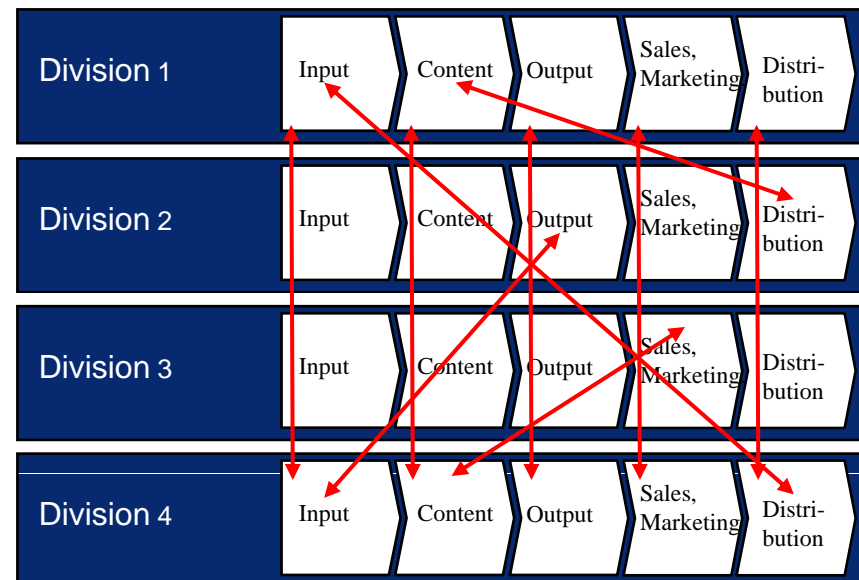 Division 1
Input
Content
Output
Sales,
Marketing
Distri-
bution
Division 2
Input
Content
Output
Sales,
Marketing
Distri-
bution
Division 3
Input
Content
Output
Sales,
Marketing
Distri-
bution
Division 4
Input
Content
Output
Sales,
Marketing
Distri-
bution